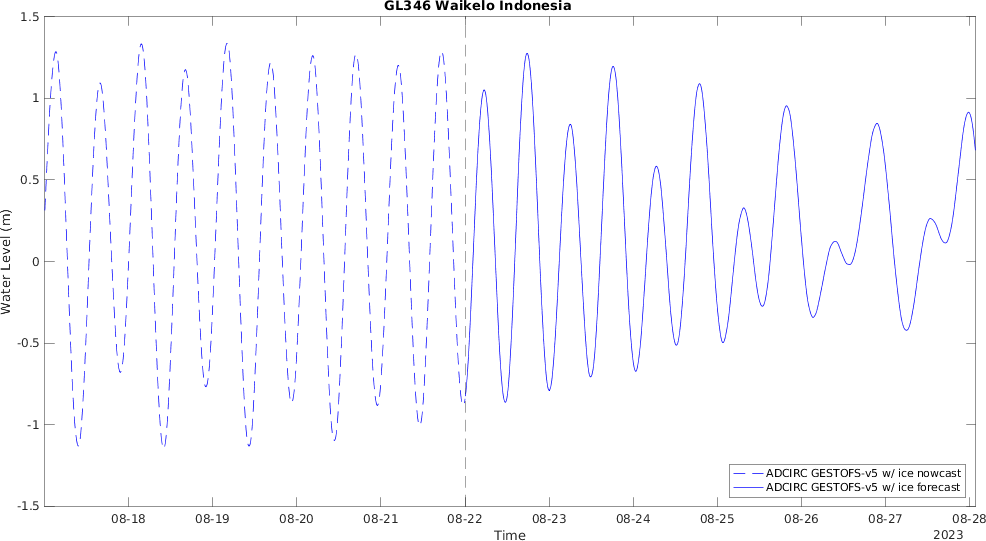 GL346 Waikelo Indonesia
1.5
1
0.5
0
-0.5
-1
-1.5
Water Level (m)
ADCIRC GESTOFS-v5 w/ ice nowcast
ADCIRC GESTOFS-v5 w/ ice forecast
08-18 08-19 08-20 08-21 08-22 08-23 08-24 08-25 08-26 08-27 08-28
Time
2023